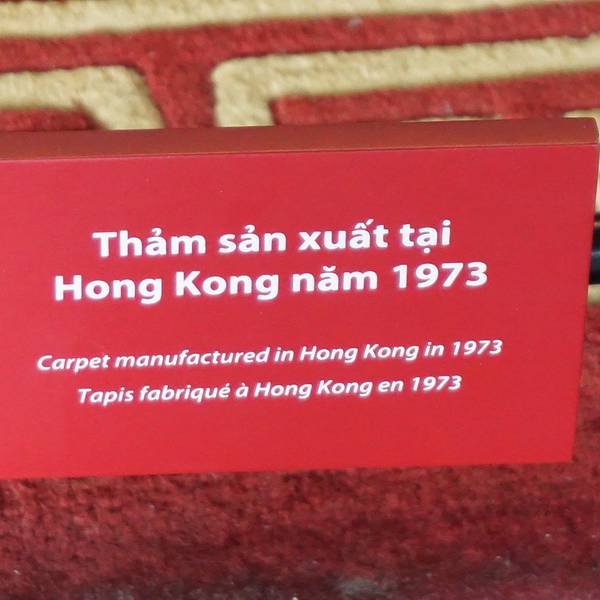 Thảm sản xuất tại
Hong Kong năm 1973
Carpet manufactured in Hong Kong in 1973
Tapis fabriqué à Hong Kong en 1973